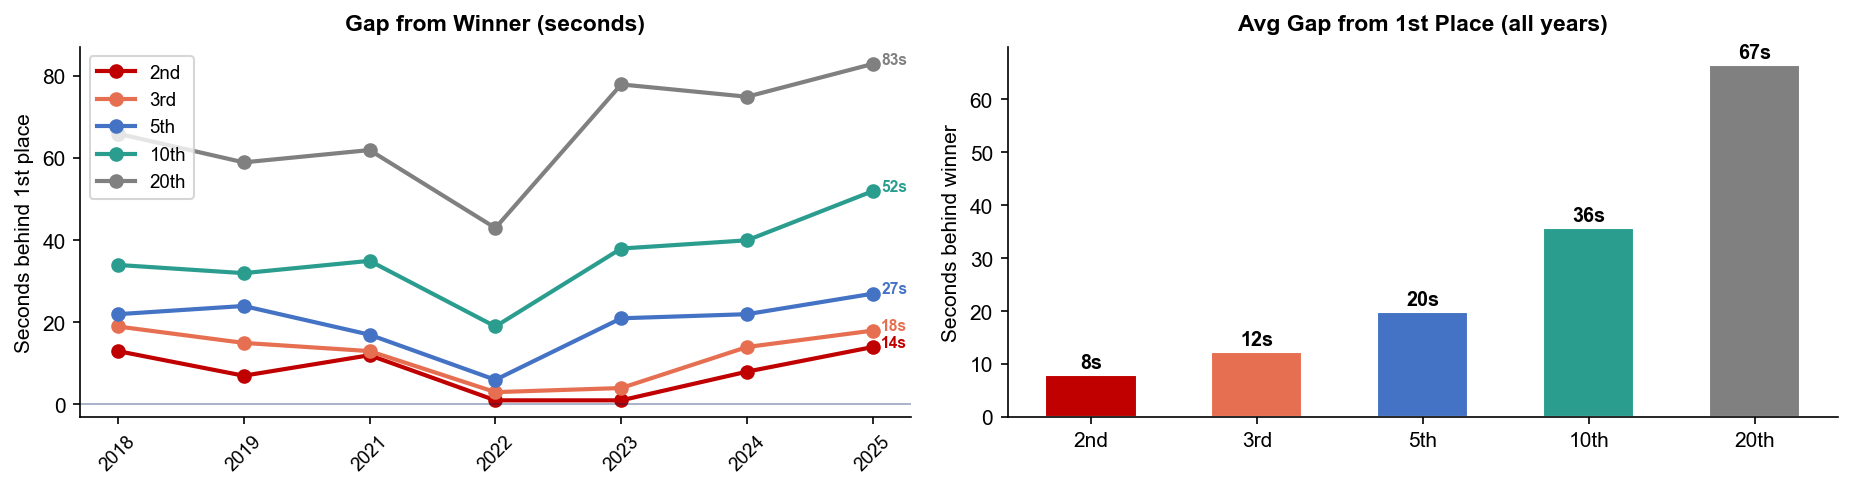 Gap from Winner (seconds)
Seconds behind 1st place
80
60
40
20
0
2nd
3rd
5th
10th
20th
83s
52s
27s
18s
14s
2018
2019
2021
2022
2023
2024
2025
Avg Gap from 1st Place (all years)
Seconds behind winner
60
50
40
30
20
10
0
8s
12s
20s
36s
67s
2nd
3rd
5th
10th
20th